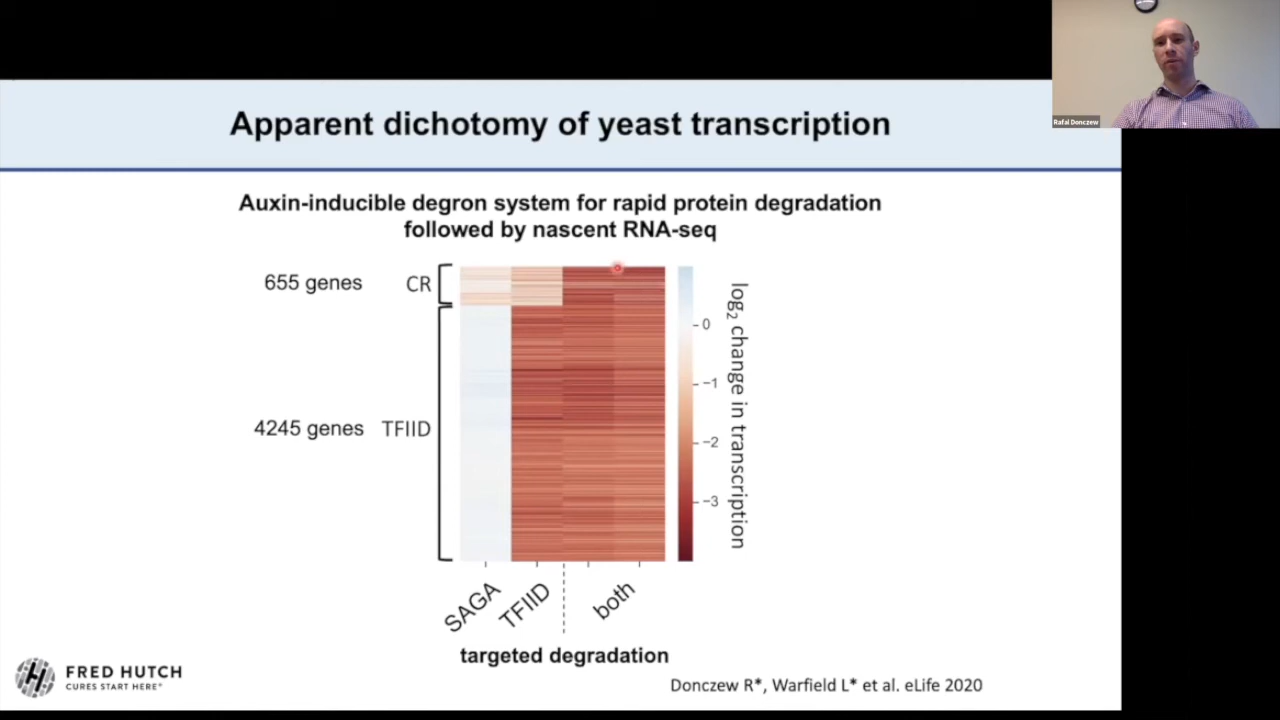 Rafal Donczew
Apparent dichotomy of yeast transcription
Auxin-inducible degron system for rapid protein degradation
followed by nascent RNA-seq
655 genes CR
4245 genes TFIID
0
−1
−2
−3
log2 change in transcription
SAGA TFIID both
targeted degradation
FRED HUTCH
CURES START HERE™
Donczew R*, Warfield L* et al. eLife 2020